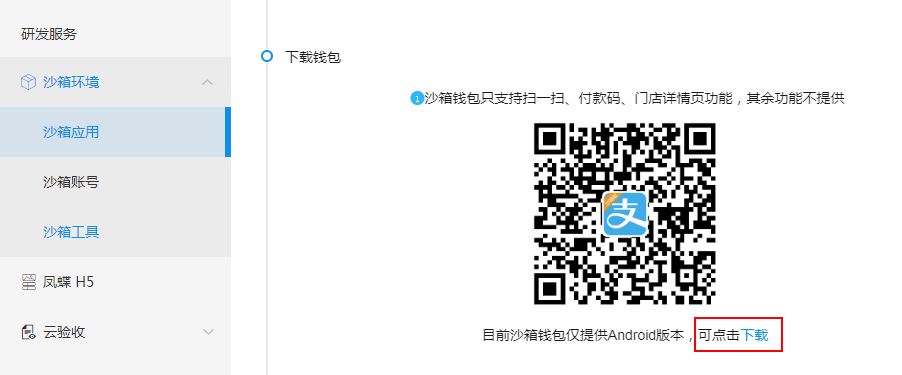 研发服务
沙箱环境
沙箱应用
沙箱账号
沙箱工具
凤蝶 H5
云验收
下载钱包
1沙箱钱包只支持扫一扫、付款码、门店详情页功能，其余功能不提供
支
目前沙箱钱包仅提供Android版本，可点击下载